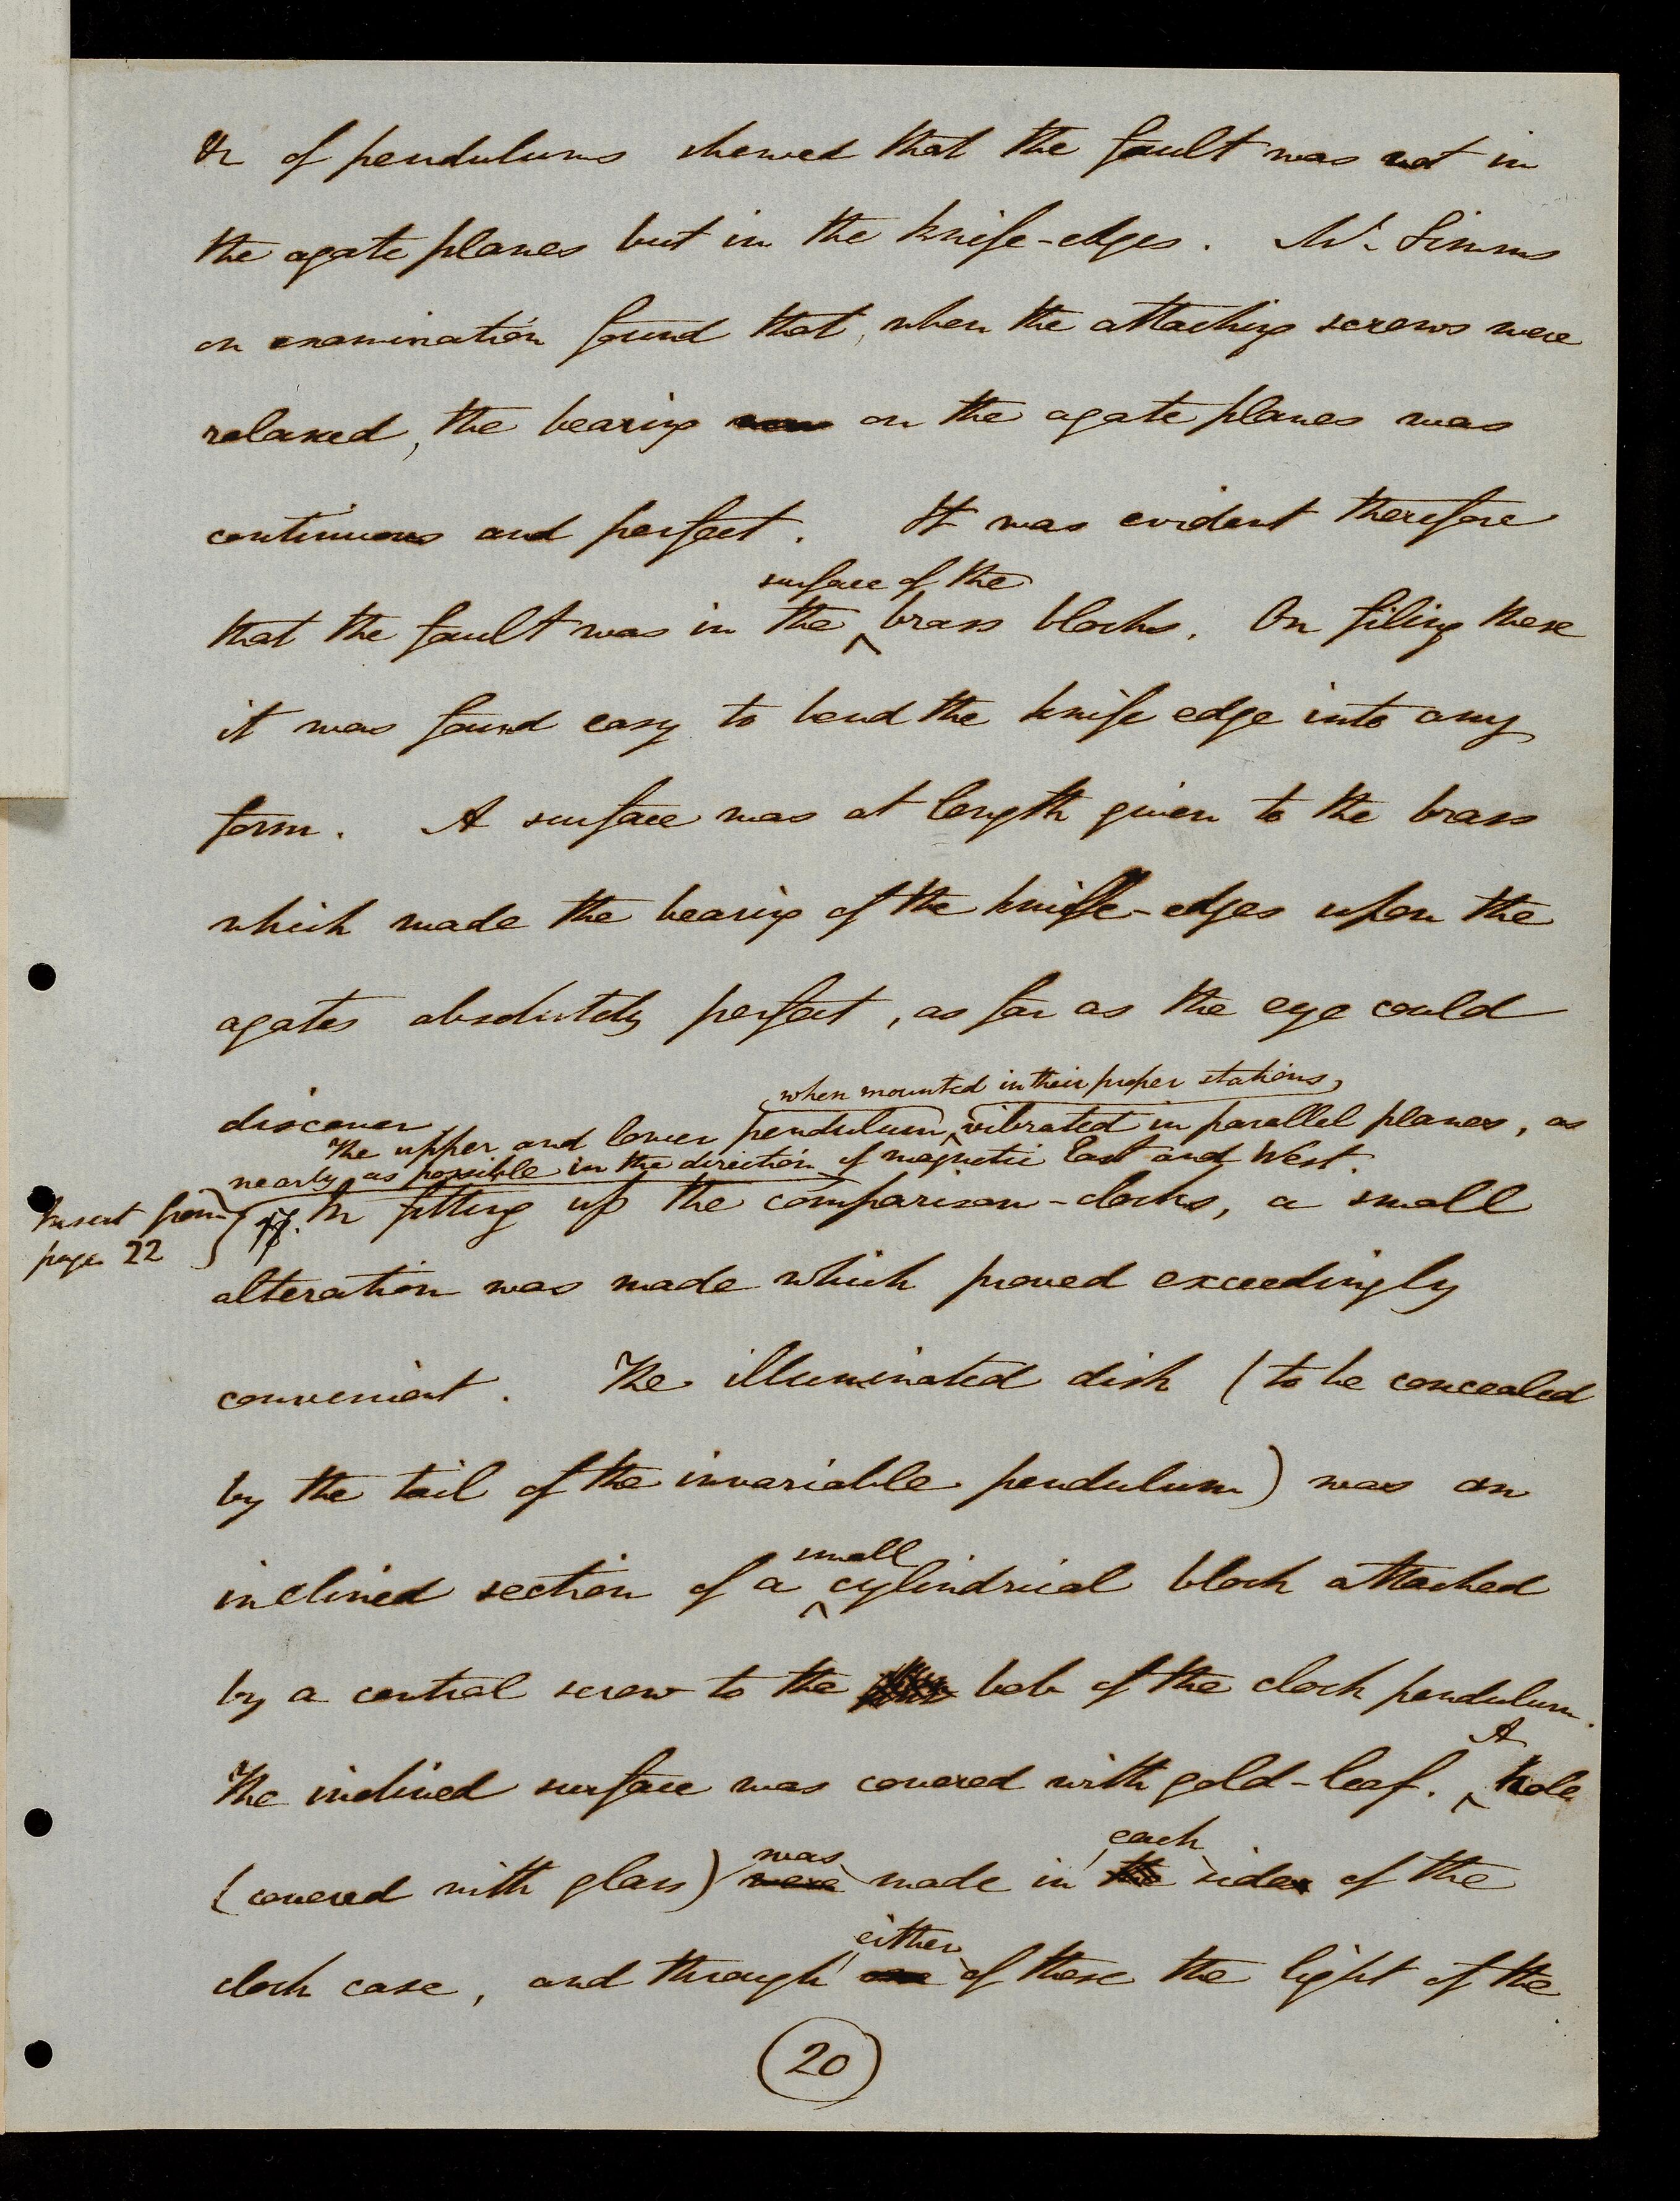 &c of pendulums shewed that the fault was not in
the agate planes but in the knife-edges. Mr Simms
on examination found that, when the attaching screws were
relaxed, the bearing on the agate planes was
continuous and perfect. It was evident therefore
surface of the
that the fault was in the ‸ brass blocks. On filing these
it was found easy to bend the knife edge into any
form. A surface was at length given to the brass
which made the bearing of the knife-edges upon the
agates absolutely perfect, as far as the eye could
when mounted in their proper stations,
discover
The upper and lower pendulum ‸ vibrated in parallel planes, as
nearly as possible in the direction of magnetic East and West.
Insert from
page 22
17. In fitting up the comparison-clocks, a small
alteration was made which proved exceedingly
convenient. The illuminated disk (to be concealed
by the tail of the invariable pendulum) was an
small
inclined section of a ‸ cylindrical block attached
by a central screw to the bob of the clock pendulum.
A
The inclined surface was covered with gold-leaf. ‸ hole
was each
(covered with glass) were made in the side of the
either
clock case, and through one of these the light of the
20